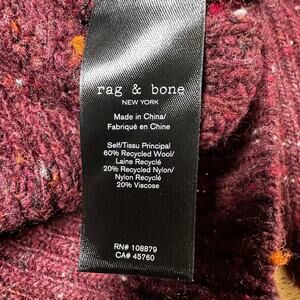 rag & bone
NEW YORK
Made in China/
Fabriqué en Chine
Self/Tissu Principal
60% Recycled Wool/
Laine Recyclé
20% Recycled Nylon/
Nylon Recyclé
20% Viscose
RN# 108879
CA# 45760